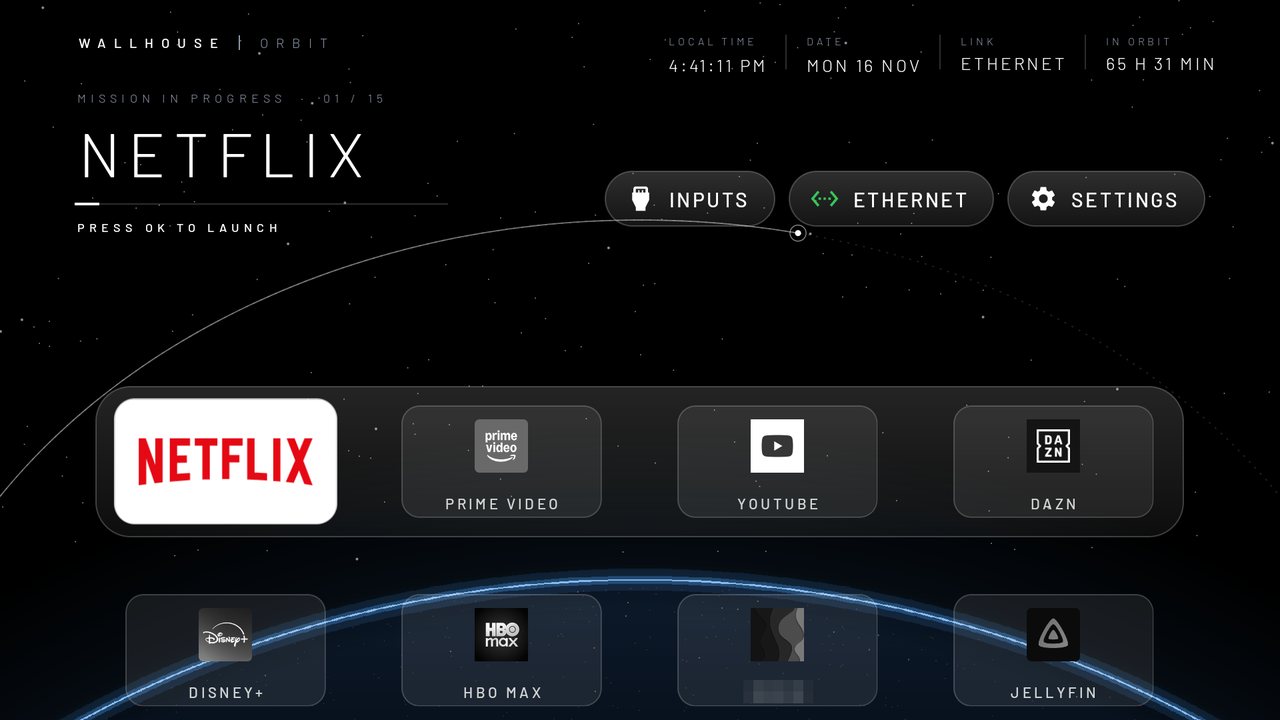 WALLHOUSE | ORBIT
LOCAL TIME
4:41:11 PM
DATE
MON 16 NOV
LINK
ETHERNET
IN ORBIT
65 H 31 MIN
MISSION IN PROGRESS · 01 / 15
NETFLIX
PRESS OK TO LAUNCH
INPUTS
ETHERNET
SETTINGS
NETFLIX
prime
video
PRIME VIDEO
YOUTUBE
DA
ZN
DAZN
Disney+
DISNEY+
HBO
max
HBO MAX
JELLYFIN